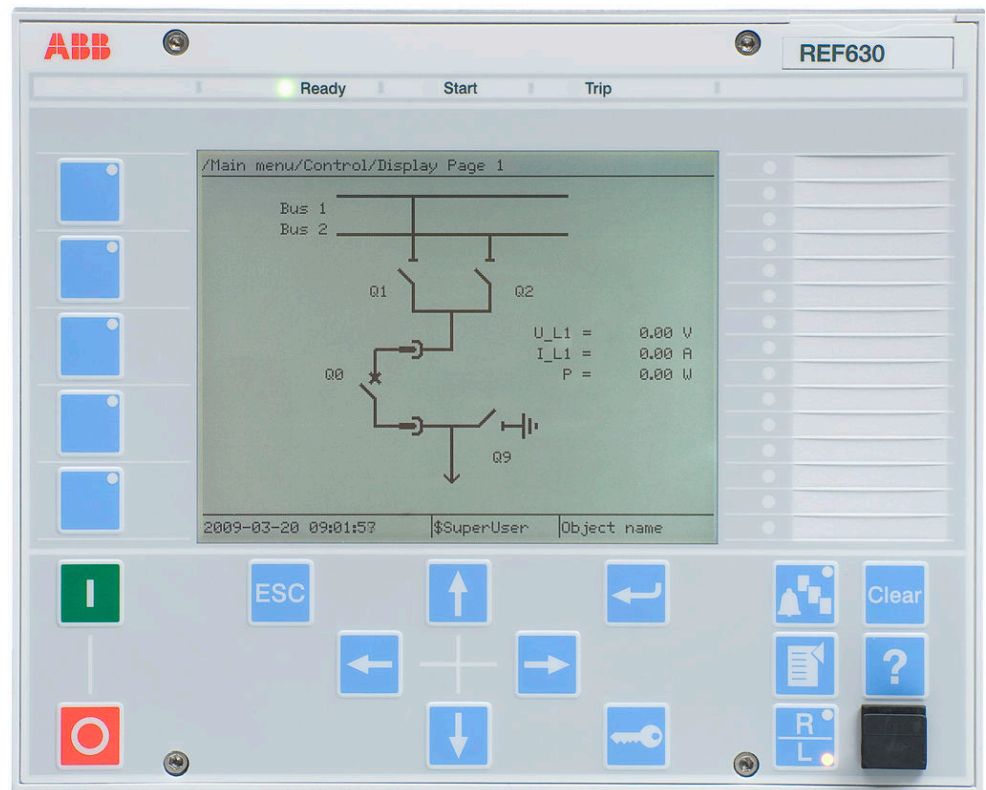 ABB
REF630
Ready Start Trip
/Main menu/Control/Display Page 1
Bus 1
Bus 2
Q1 Q2
U_L1 = 0.00 V
I_L1 = 0.00 A
Q0 P = 0.00 W
Q9
2009-03-20 09:01:57 $SuperUser Object name
I ESC Clear
?
O R
L